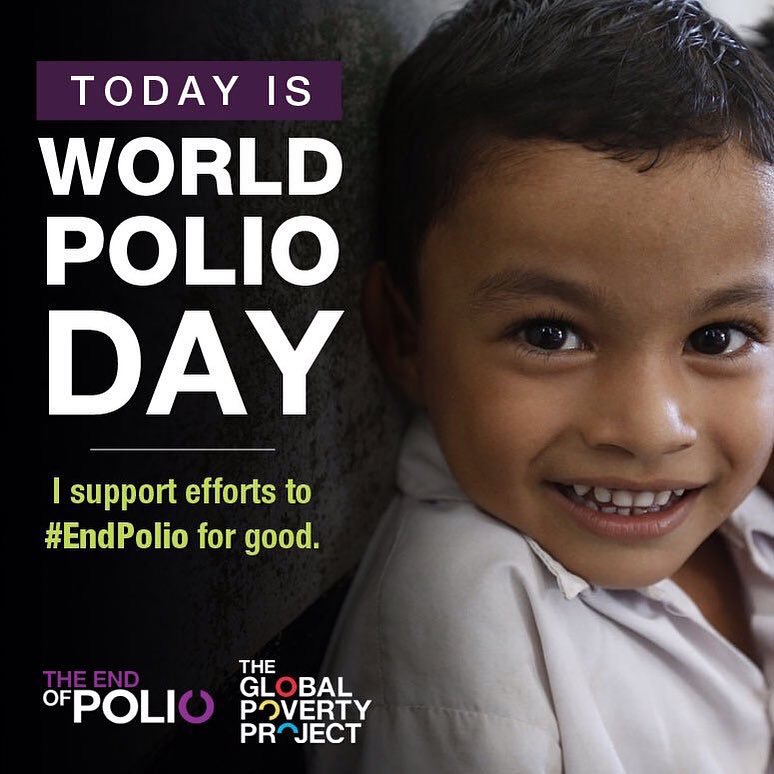 TODAY IS
WORLD
POLIO
DAY
I support efforts to
#EndPolio for good.
THE END
OF POLIO
THE
GLOBAL
POVERTY
PROJECT